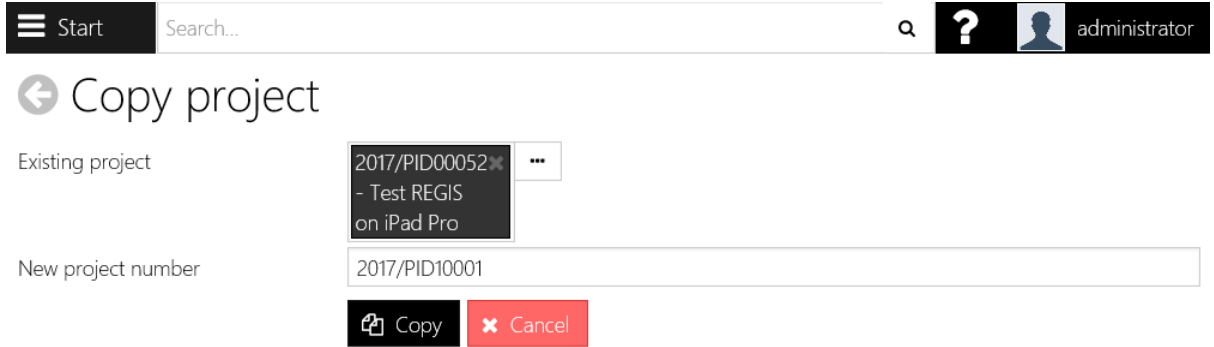 Start
Search...
?
administrator
Copy project
Existing project
2017/PID00052
- Test REGIS
on iPad Pro
...
New project number
2017/PID10001
Copy
Cancel